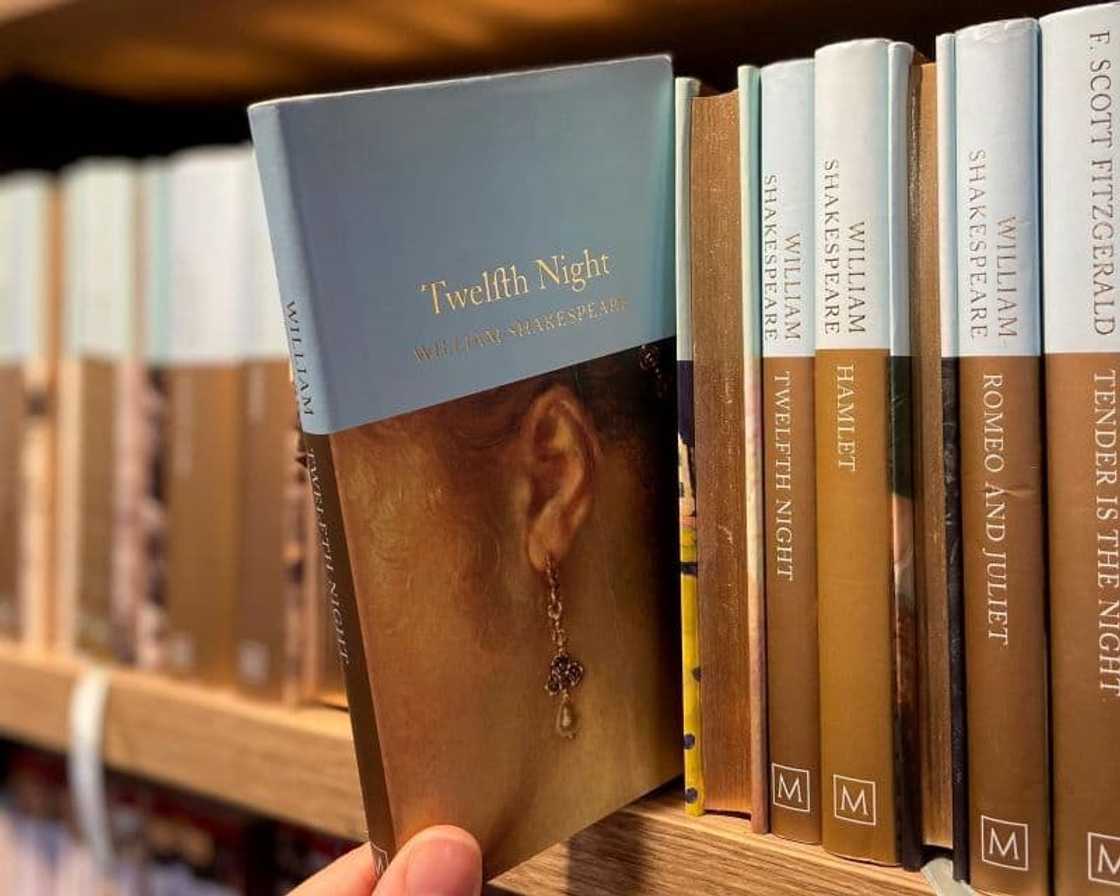 Twelfth Night
WILLIAM SHAKESPEARE
WILLIAM
TWELFTH NIGHT
WILLIAM
SHAKESPEARE
TWELFTH NIGHT
M
WILLIAM
SHAKESPEARE
HAMLET
M
WILLIAM
SHAKESPEARE
ROMEO AND JULIET
M
F. SCOTT FITZGERALD
TENDER IS THE NIGHT
M